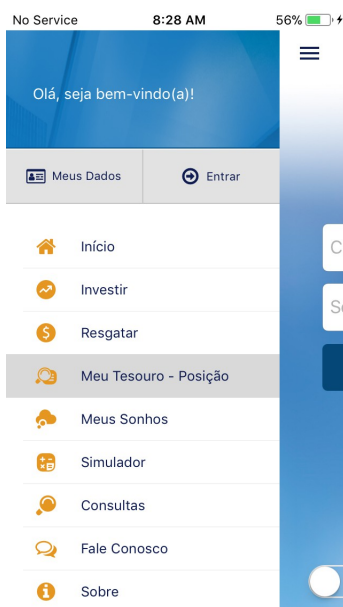 No Service 8:28 AM 56%
Olá, seja bem-vindo(a)!
Meus Dados Entrar
Início
Investir
Resgatar
Meu Tesouro - Posição
Meus Sonhos
Simulador
Consultas
Fale Conosco
Sobre